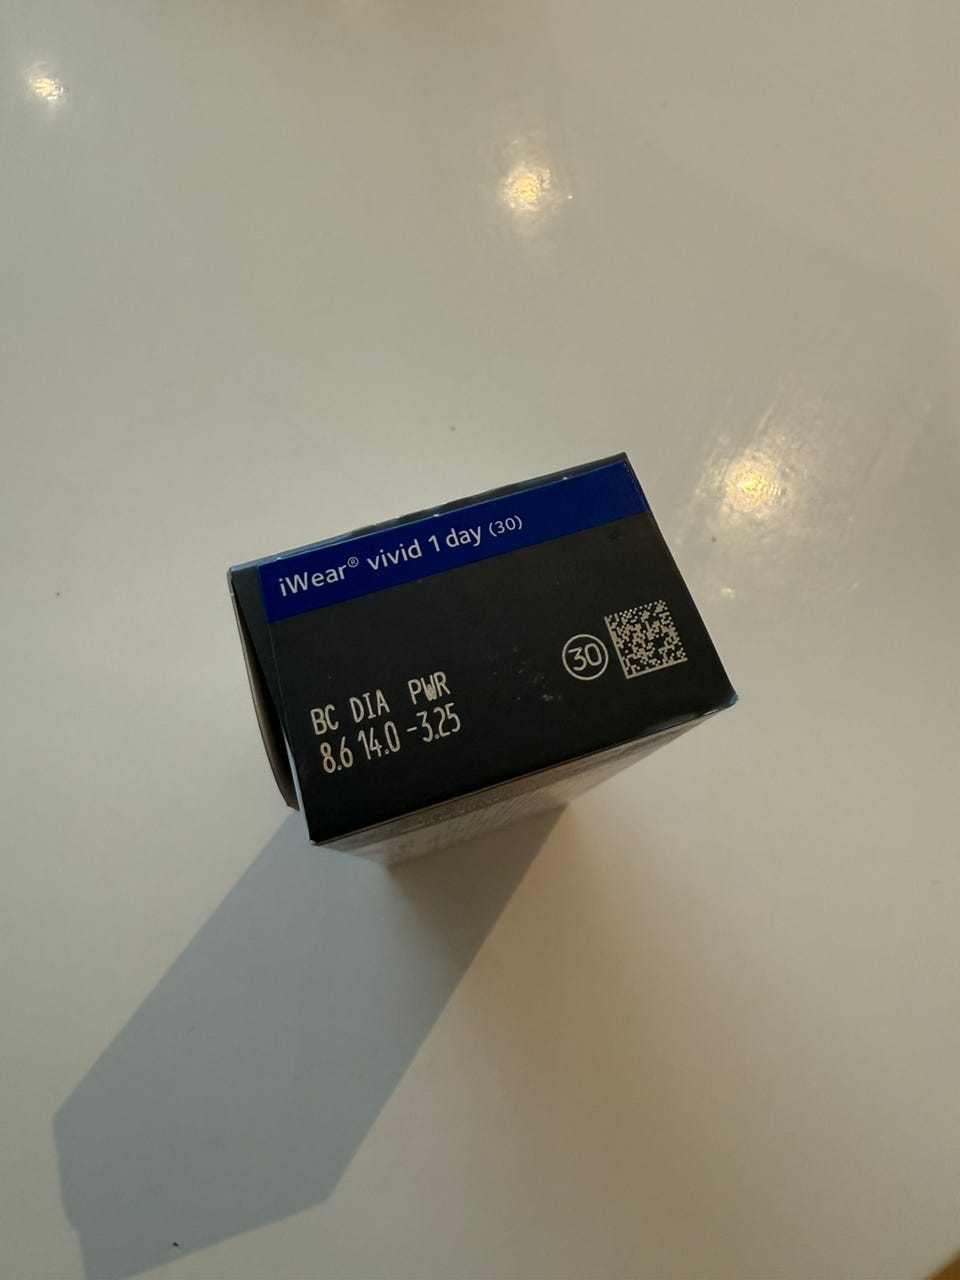 iWear® vivid 1 day (30)
30
BC DIA PWR
8.6 14.0 -3.25